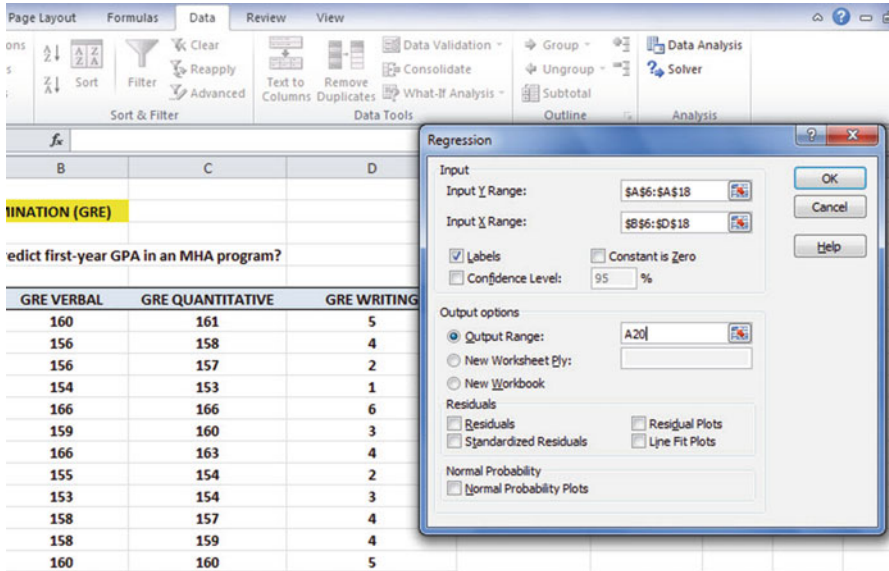 Page Layout Formulas Data Review View
ons
s
s
A Z
Z A
A Z
Z A
Sort
Filter
Clear
Reapply
Advanced
Sort & Filter
Text to
Columns
Remove
Duplicates
Data Validation
Consolidate
What-If Analysis
Data Tools
Group
Ungroup
Subtotal
Outline
Data Analysis
Solver
Analysis
fx
B C D
MINATION (GRE)
edict first-year GPA in an MHA program?
GRE VERBAL GRE QUANTITATIVE GRE WRITING
160 161 5
156 158 4
156 157 2
154 153 1
166 166 6
159 160 3
166 163 4
155 154 2
153 154 3
158 157 4
158 159 4
160 160 5
Regression
?
X
Input
Input Y Range: $A$6:$A$18
Input X Range: $B$6:$D$18
Labels Constant is Zero
Confidence Level: 95 %
Output options
Output Range: A20
New Worksheet Ply:
New Workbook
Residuals
Residuals Residual Plots
Standardized Residuals Line Fit Plots
Normal Probability
Normal Probability Plots
OK
Cancel
Help